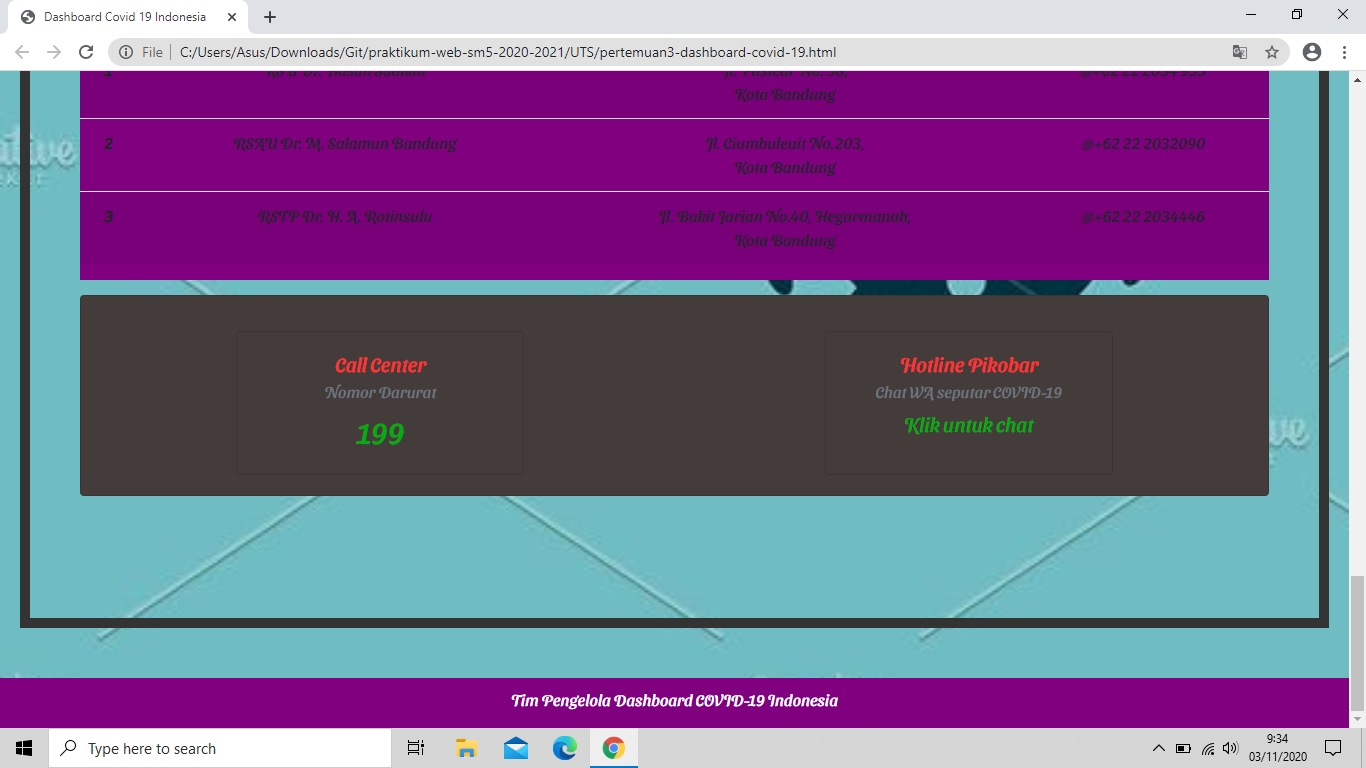 Dashboard Covid 19 Indonesia
File
C:/Users/Asus/Downloads/Git/praktikum-web-sm5-2020-2021/UTS/pertemuan3-dashboard-covid-19.html
Kota Bandung
2 RSAU Dr. M. Salamun Bandung Jl. Ciumbuleuit No.203, @+62 22 2032090
Kota Bandung
3 RSTP Dr. H. A. Rotinsulu Jl. Bukit Jarian No.40, Hegarmanah, @+62 22 2034446
Kota Bandung
Call Center
Nomor Darurat
199
Hotline Pikobar
Chat WA seputar COVID-19
Klik untuk chat
Tim Pengelola Dashboard COVID-19 Indonesia
Type here to search
9:34
03/11/2020